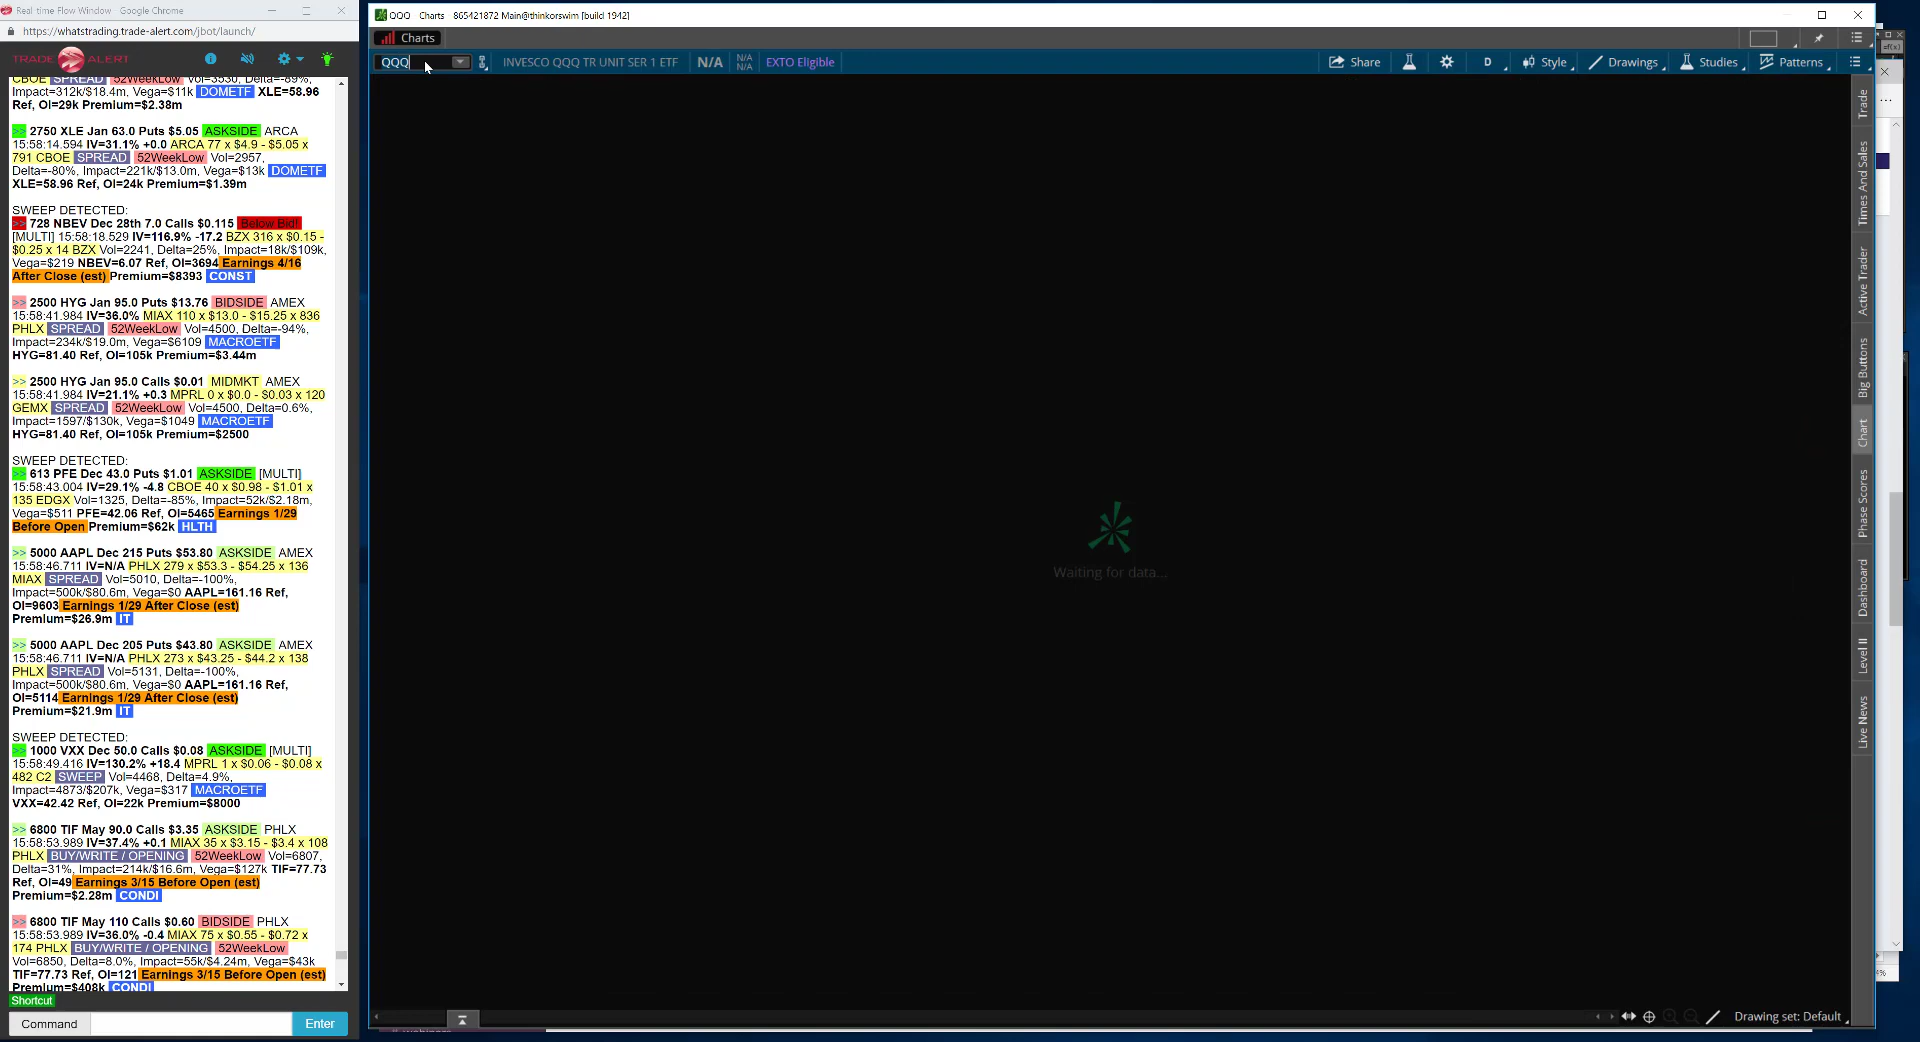 Real-time Flow Window - Google Chrome
https://whatstrading.trade-alert.com/jbot/launch/
TRADE ALERT
CBOE SPREAD 52WeekLow Vol=3530, Delta=-89%,
Impact=312k/$18.4m, Vega=$11k DOMETF XLE=58.96
Ref, OI=29k Premium=$2.38m
>> 2750 XLE Jan 63.0 Puts $5.05 ASKSIDE ARCA
15:58:14.594 IV=31.1% +0.0 ARCA 77 x $4.9 - $5.05 x
791 CBOE SPREAD 52WeekLow Vol=2957,
Delta=-80%, Impact=221k/$13.0m, Vega=$13k DOMETF
XLE=58.96 Ref, OI=24k Premium=$1.39m
SWEEP DETECTED:
>> 728 NBEV Dec 28th 7.0 Calls $0.115 Below Bid!
[MULTI] 15:58:18.529 IV=116.9% -17.2 BZX 316 x $0.15 -
$0.25 x 14 BZX Vol=2241, Delta=25%, Impact=18k/$109k,
Vega=$219 NBEV=6.07 Ref, OI=3694 Earnings 4/16
After Close (est) Premium=$8393 CONST
>> 2500 HYG Jan 95.0 Puts $13.76 BIDSIDE AMEX
15:58:41.984 IV=36.0% MIAX 110 x $13.0 - $15.25 x 836
PHLX SPREAD 52WeekLow Vol=4500, Delta=-94%,
Impact=234k/$19.0m, Vega=$6109 MACROETF
HYG=81.40 Ref, OI=105k Premium=$3.44m
>> 2500 HYG Jan 95.0 Calls $0.01 MIDMKT AMEX
15:58:41.984 IV=21.1% +0.3 MPRL 0 x $0.0 - $0.03 x 120
GEMX SPREAD 52WeekLow Vol=4500, Delta=0.6%,
Impact=1597/$130k, Vega=$1049 MACROETF
HYG=81.40 Ref, OI=105k Premium=$2500
SWEEP DETECTED:
>> 613 PFE Dec 43.0 Puts $1.01 ASKSIDE [MULTI]
15:58:43.004 IV=29.1% -4.8 CBOE 40 x $0.98 - $1.01 x
135 EDGX Vol=1325, Delta=-85%, Impact=52k/$2.18m,
Vega=$511 PFE=42.06 Ref, OI=5465 Earnings 1/29
Before Open Premium=$62k HLTH
>> 5000 AAPL Dec 215 Puts $53.80 ASKSIDE AMEX
15:58:46.711 IV=N/A PHLX 279 x $53.3 - $54.25 x 136
MIAX SPREAD Vol=5010, Delta=-100%,
Impact=500k/$80.6m, Vega=$0 AAPL=161.16 Ref,
OI=9603 Earnings 1/29 After Close (est)
Premium=$26.9m IT
>> 5000 AAPL Dec 205 Puts $43.80 ASKSIDE AMEX
15:58:46.711 IV=N/A PHLX 273 x $43.25 - $44.2 x 138
PHLX SPREAD Vol=5131, Delta=-100%,
Impact=500k/$80.6m, Vega=$0 AAPL=161.16 Ref,
OI=5114 Earnings 1/29 After Close (est)
Premium=$21.9m IT
SWEEP DETECTED:
>> 1000 VXX Dec 50.0 Calls $0.08 ASKSIDE [MULTI]
15:58:49.416 IV=130.2% +18.4 MPRL 1 x $0.06 - $0.08 x
482 C2 SWEEP Vol=4468, Delta=4.9%,
Impact=4873/$207k, Vega=$317 MACROETF
VXX=42.42 Ref, OI=22k Premium=$8000
>> 6800 TIF May 90.0 Calls $3.35 ASKSIDE PHLX
15:58:53.989 IV=37.4% +0.1 MIAX 35 x $3.15 - $3.4 x 108
PHLX BUY/WRITE / OPENING 52WeekLow Vol=6807,
Delta=31%, Impact=214k/$16.6m, Vega=$127k TIF=77.73
Ref, OI=49 Earnings 3/15 Before Open (est)
Premium=$2.28m CONDI
>> 6800 TIF May 110 Calls $0.60 BIDSIDE PHLX
15:58:53.989 IV=36.0% -0.4 MIAX 75 x $0.55 - $0.72 x
174 PHLX BUY/WRITE / OPENING 52WeekLow
Vol=6850, Delta=8.0%, Impact=55k/$4.24m, Vega=$43k
TIF=77.73 Ref, OI=121 Earnings 3/15 Before Open (est)
Premium=$408k CONDI
Shortcut
Command Enter
QQQ Charts 865421872 Main@thinkorswim [build 1942]
Charts
QQQ INVESCO QQQ TR UNIT SER 1 ETF N/A N/A N/A EXTO Eligible Share D Style Drawings Studies Patterns
Waiting for data...
Trade
Times And Sales
Active Trader
Big Buttons
Chart
Phase Scores
Dashboard
Level II
Live News
Drawing set: Default